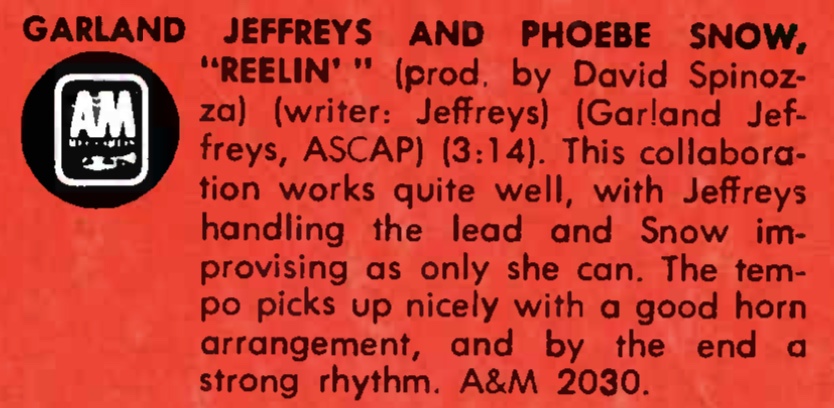 GARLAND JEFFREYS AND PHOEBE SNOW,
"REELIN' " (prod. by David Spinoz-
za) (writer: Jeffreys) (Garland Jef-
freys, ASCAP) (3:14). This collabora-
AM
tion works quite well, with Jeffreys
handling the lead and Snow im-
provising as only she can. The tem-
po picks up nicely with a good horn
arrangement, and by the end a
strong rhythm. A&M 2030.